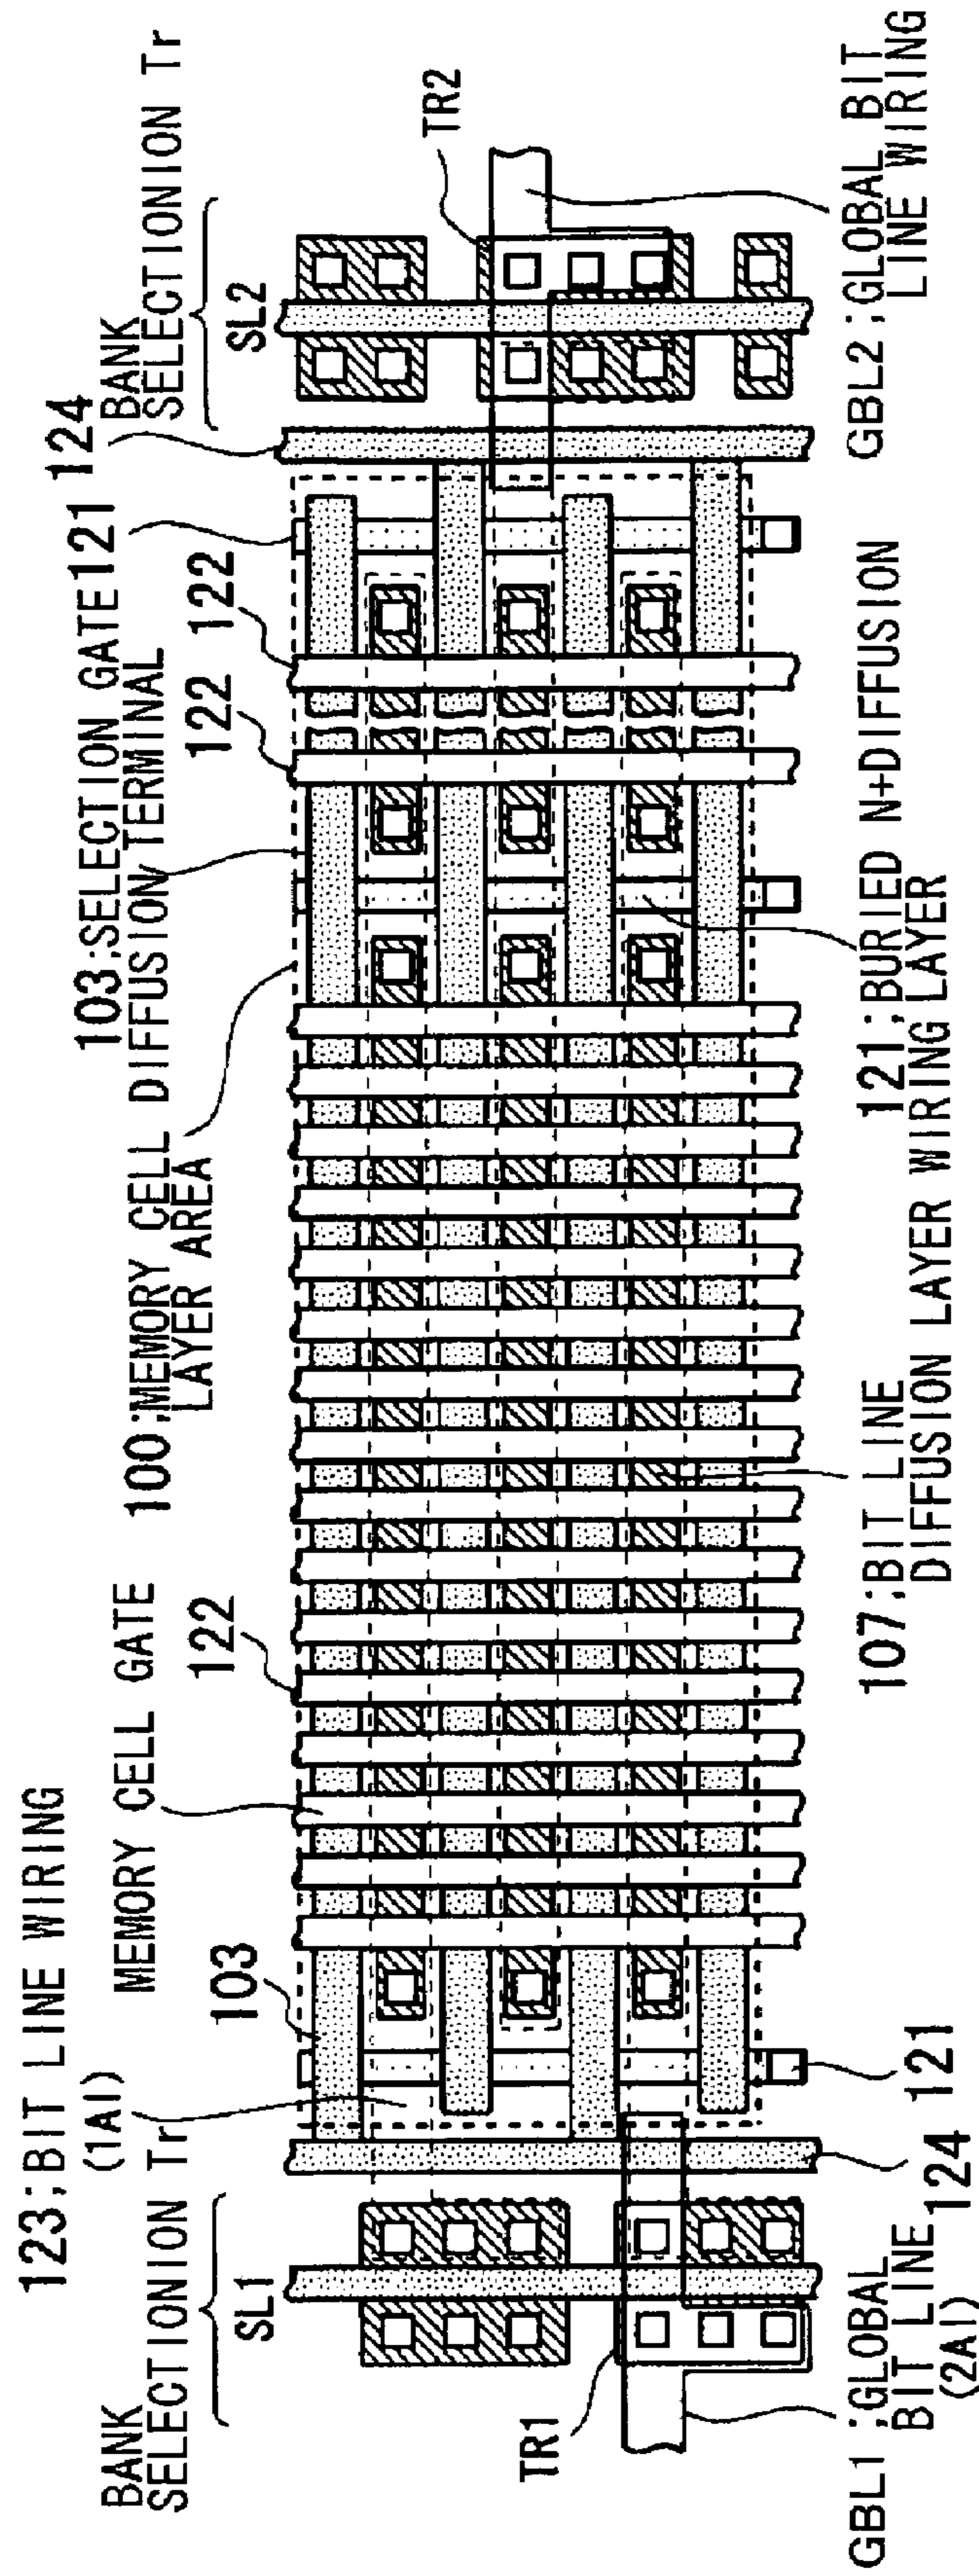 123;BIT LINE WIRING
(1Al)
BANK
SELECTIONION Tr
SL1
103
MEMORY CELL GATE
122
100;MEMORY CELL DIFFUSION
LAYER AREA
103;SELECTION GATE
TERMINAL
122
122
121
124
BANK
SELECTIONION Tr
SL2
TR2
TR1
GBL1 ;GLOBAL
BIT LINE
(2Al)
124
121
107;BIT LINE
DIFFUSION LAYER WIRING LAYER
121;BURIED N+DIFFUSION
GBL2;GLOBAL BIT
LINE WIRING